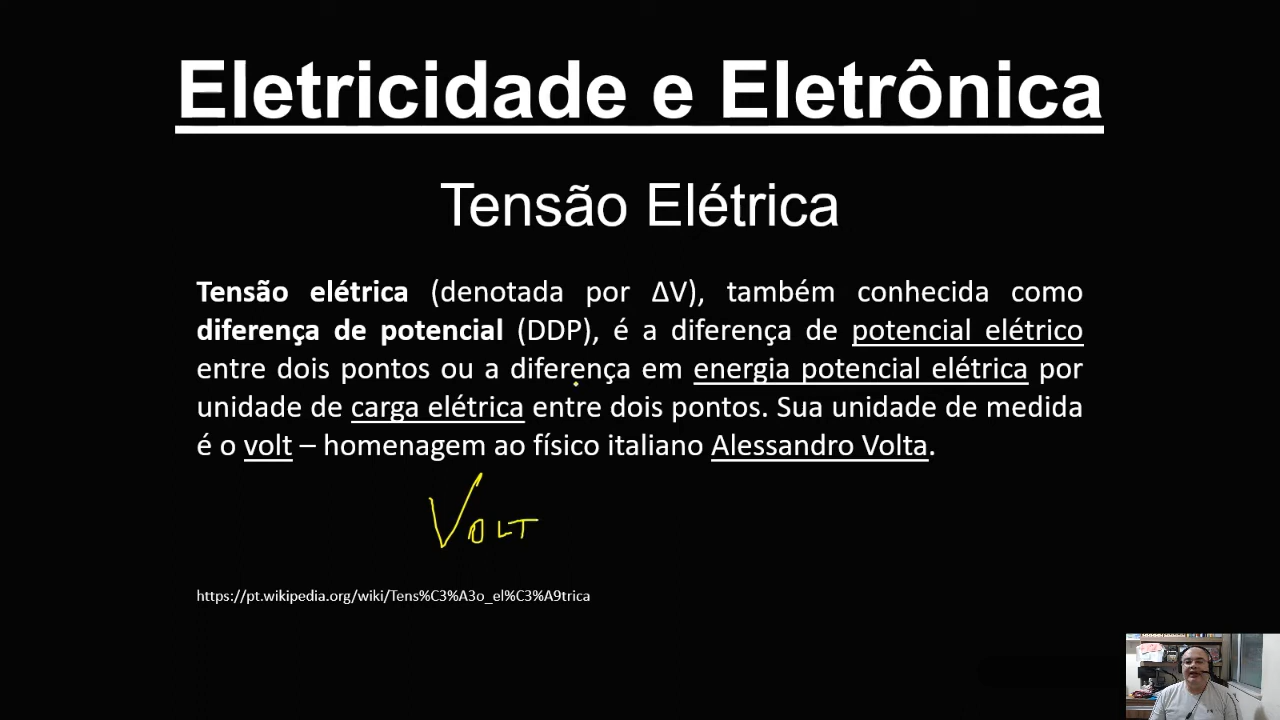 Eletricidade e Eletrônica
Tensão Elétrica
Tensão elétrica (denotada por ΔV), também conhecida como
diferença de potencial (DDP), é a diferença de potencial elétrico
entre dois pontos ou a diferença em energia potencial elétrica por
unidade de carga elétrica entre dois pontos. Sua unidade de medida
é o volt – homenagem ao físico italiano Alessandro Volta.
VOLT
https://pt.wikipedia.org/wiki/Tens%C3%A3o_el%C3%A9trica